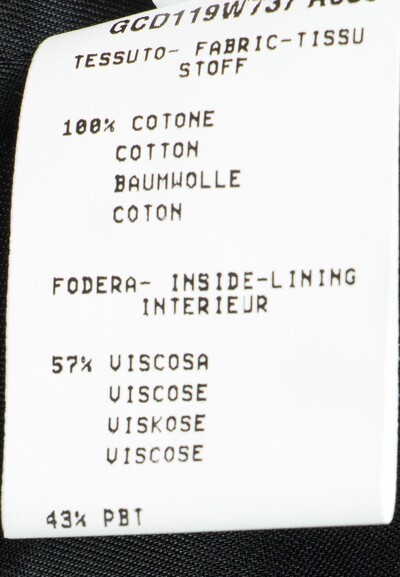 GCD119W737
TESSUTO- FABRIC-TISSU
STOFF
100% COTONE
COTTON
BAUMWOLLE
COTON
FODERA- INSIDE-LINING
INTERIEUR
57% VISCOSA
VISCOSE
VISKOSE
VISCOSE
43% PBT